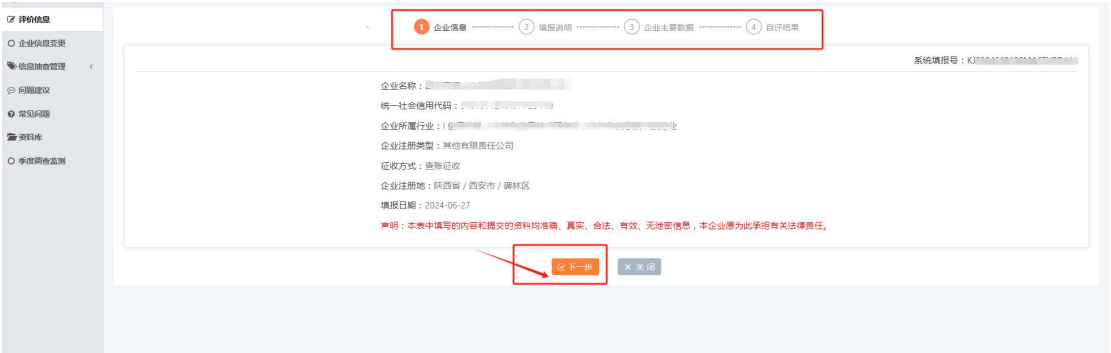 评价信息
企业信息变更
信息抽查管理
问题建议
常见问题
资料库
季度调查监测
1 企业信息 2 填报说明 3 企业主要数据 4 自评结果
系统填报号：KJ
企业名称：
统一社会信用代码：
企业所属行业：I
企业注册类型：其他有限责任公司
征收方式：查账征收
企业注册地：陕西省 / 西安市 / 碑林区
填报日期：2024-06-27
声明：本表中填写的内容和提交的资料均准确、真实、合法、有效、无泄密信息，本企业愿为此承担有关法律责任。
下一步
关闭